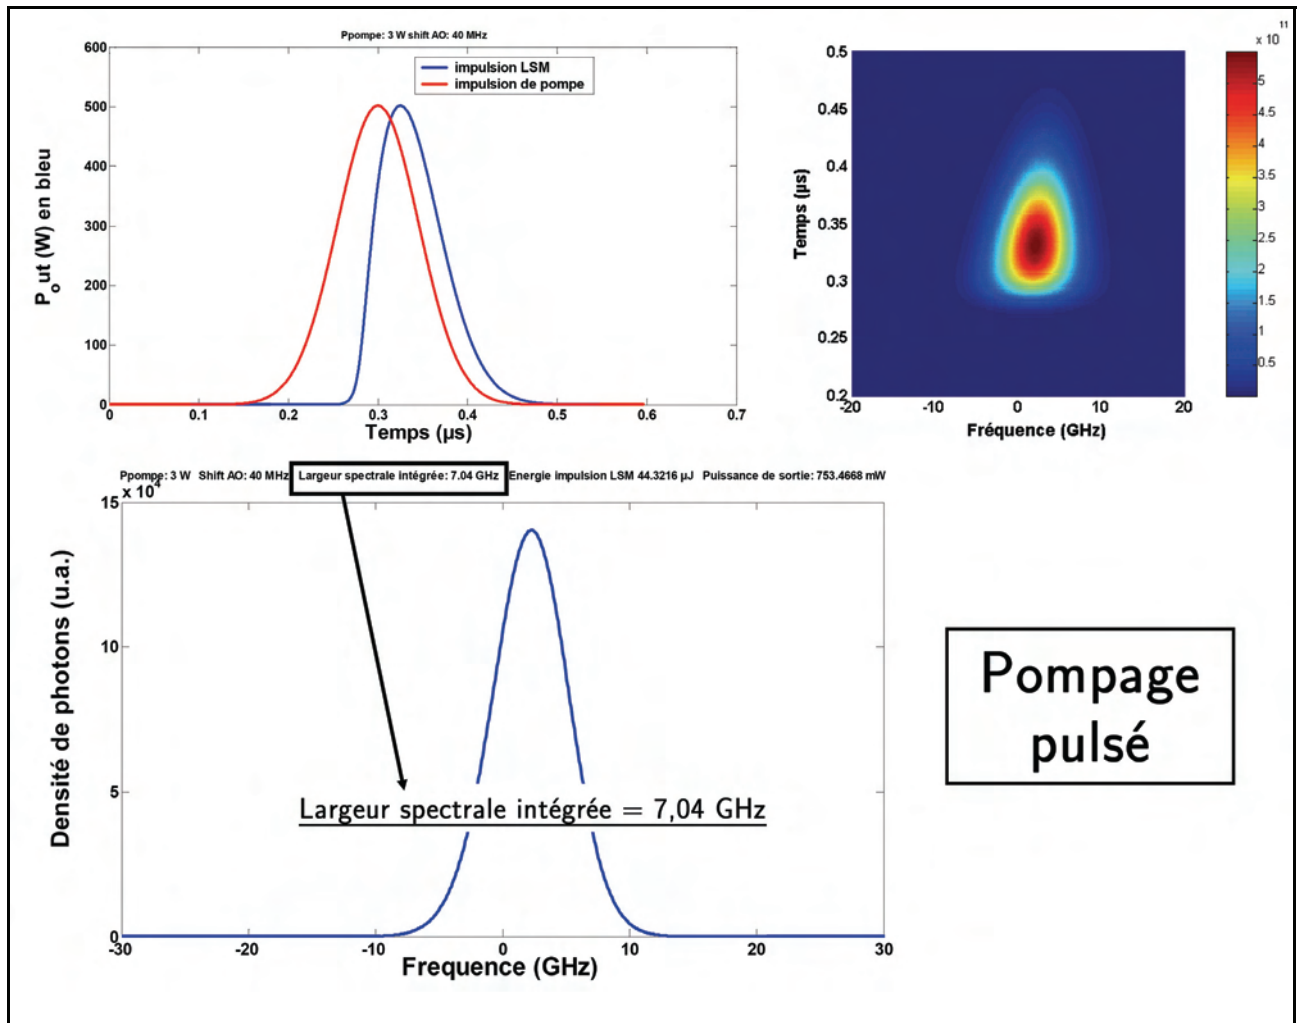 Ppompe: 3 W shift AO: 40 MHz
600
500
400
300
200
100
0
P_out (W) en bleu
impulsion LSM
impulsion de pompe
0 0.1 0.2 0.3 0.4 0.5 0.6 0.7
Temps (µs)
0.5
0.45
0.4
0.35
0.3
0.25
0.2
Temps (µs)
-20 -10 0 10 20
Fréquence (GHz)
x 10^11
5
4.5
4
3.5
3
2.5
2
1.5
1
0.5
Ppompe: 3 W Shift AO: 40 MHz Largeur spectrale intégrée: 7.04 GHz Energie impulsion LSM 44.3216 µJ Puissance de sortie: 753.4668 mW
x 10^4
15
10
5
0
Densité de photons (u.a.)
Largeur spectrale intégrée = 7,04 GHz
-30 -20 -10 0 10 20 30
Frequence (GHz)
Pompage
pulsé